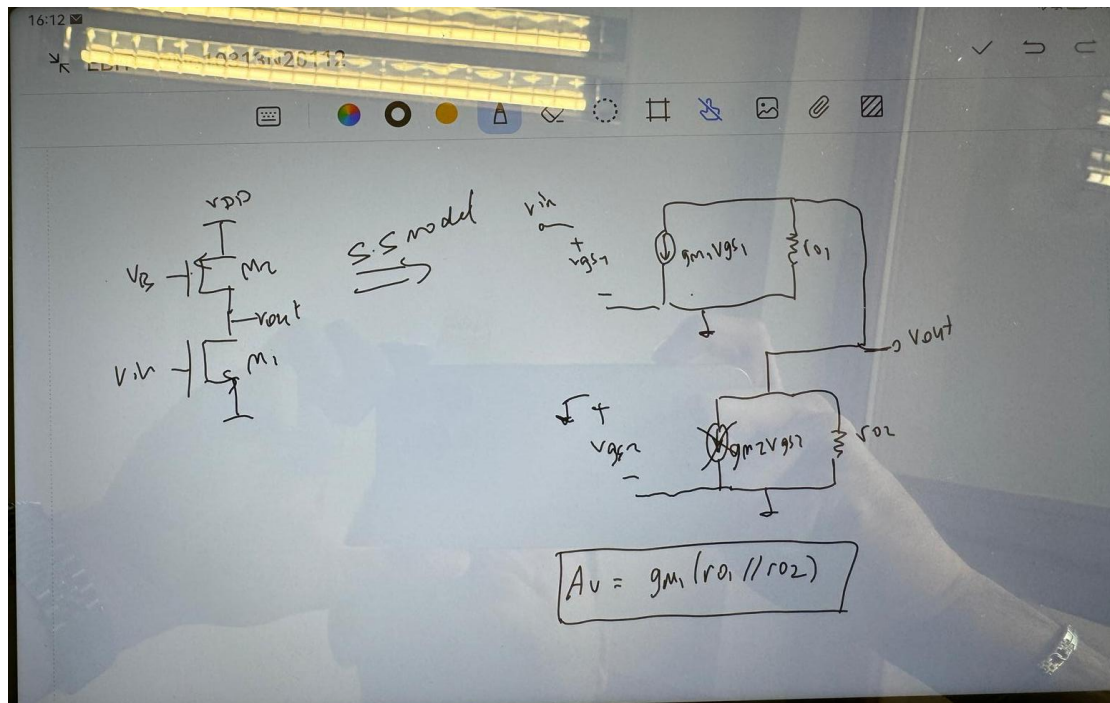 16:12
VDD
VB
M2
vout
Vin
M1
S.S model
vin
+
vgs1
-
gm1vgs1
ro1
vout
+
vgs2
-
gm2vgs2
ro2
Av = gm1(ro1//ro2)